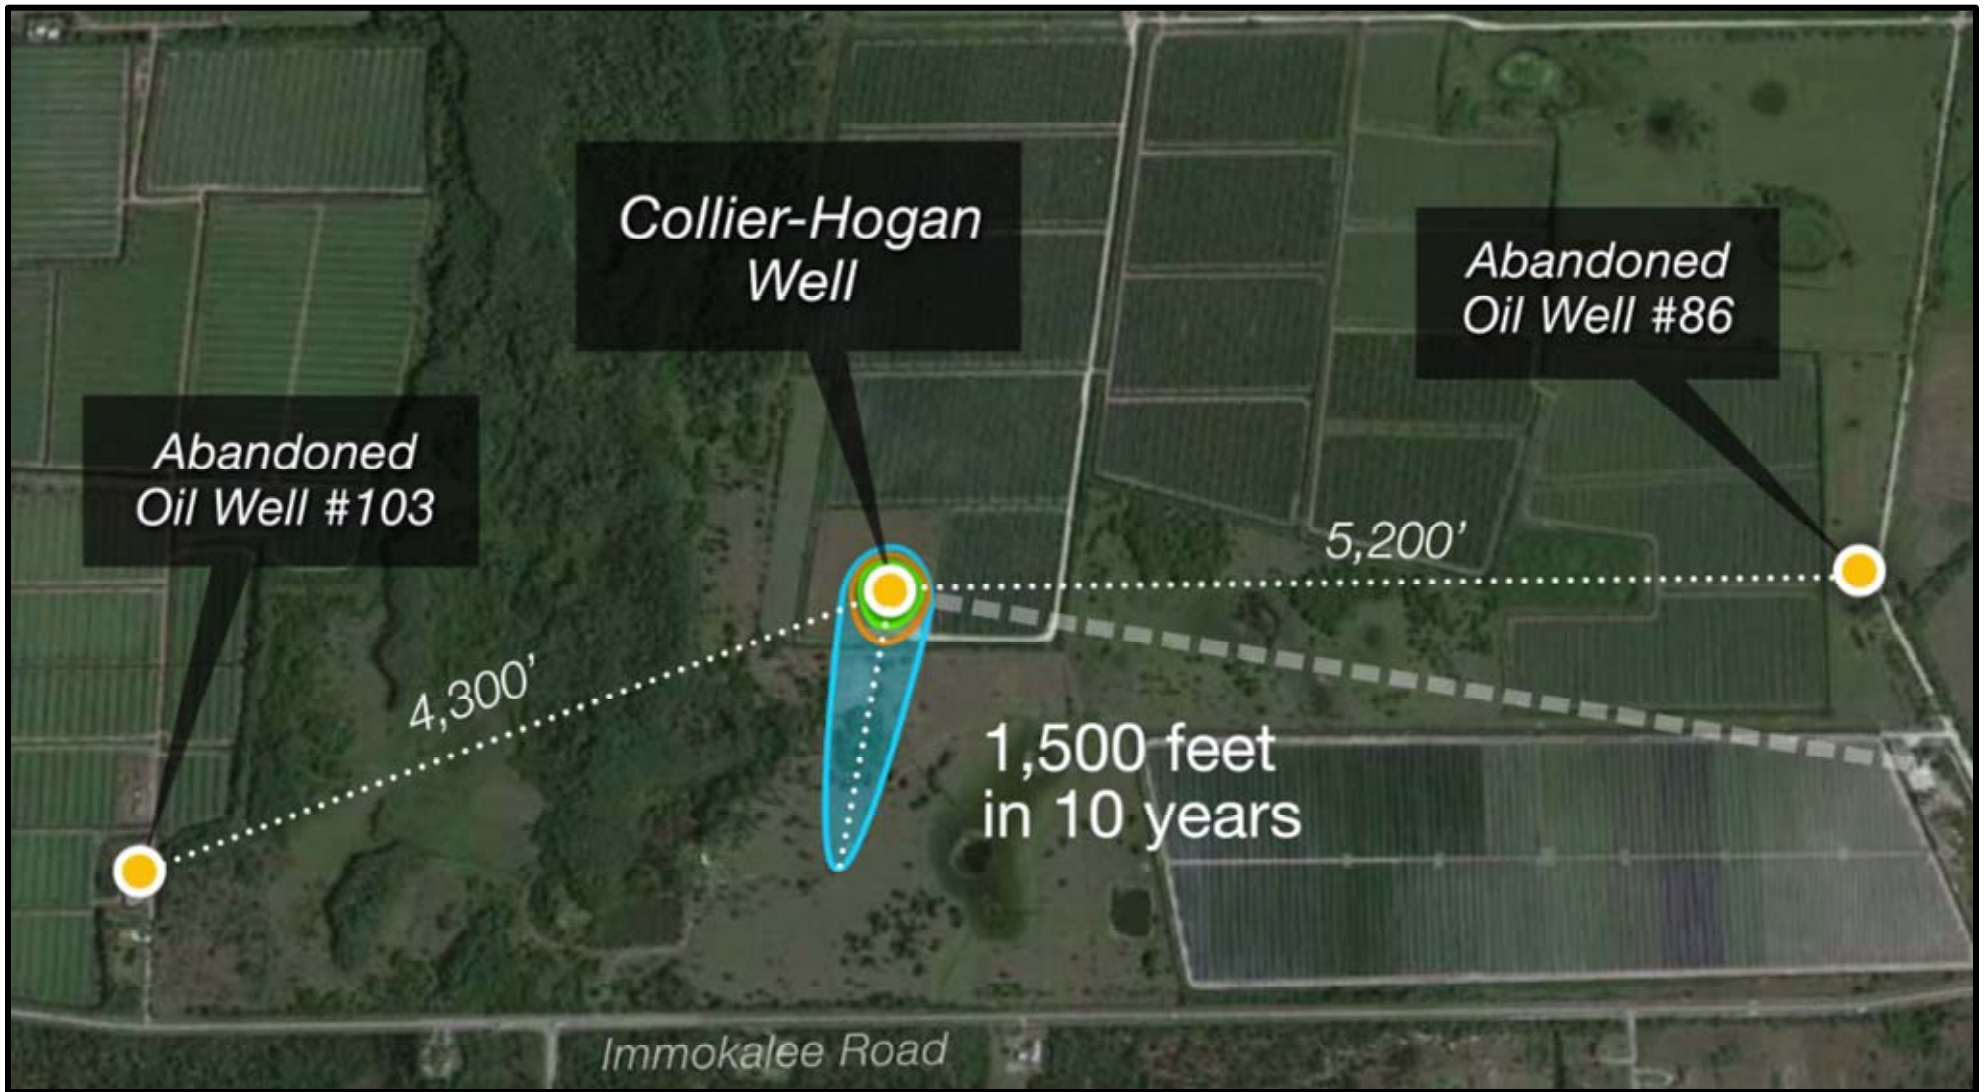 Collier-Hogan
Well
Abandoned
Oil Well #86
Abandoned
Oil Well #103
5,200’
4,300’
1,500 feet
in 10 years
Immokalee Road